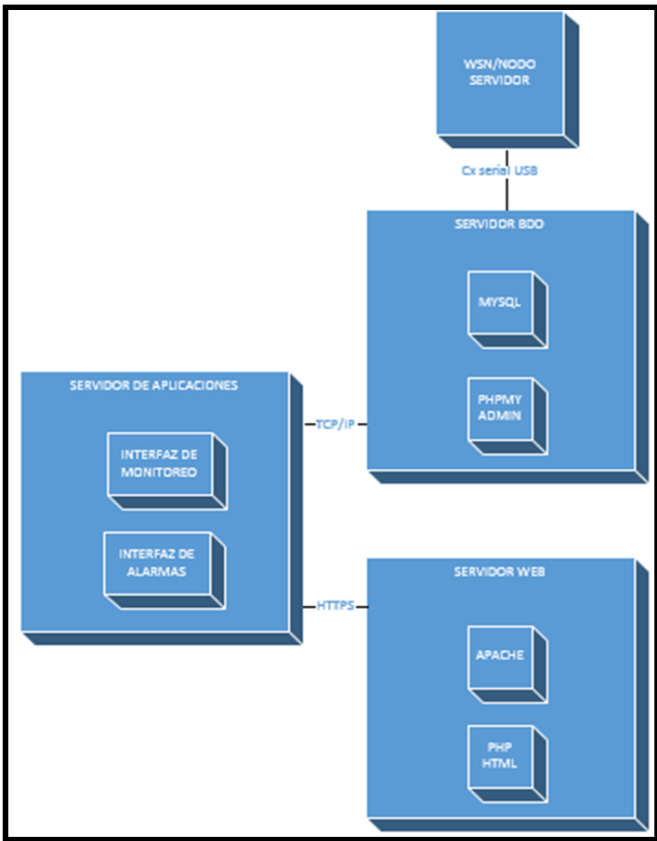 WSN/NODO
SERVIDOR
Cx serial USB
SERVIDOR BDO
MYSQL
PHPMY
ADMIN
SERVIDOR DE APLICACIONES
INTERFAZ DE
MONITOREO
INTERFAZ DE
ALARMAS
TCP/IP
HTTPS
SERVIDOR WEB
APACHE
PHP
HTML